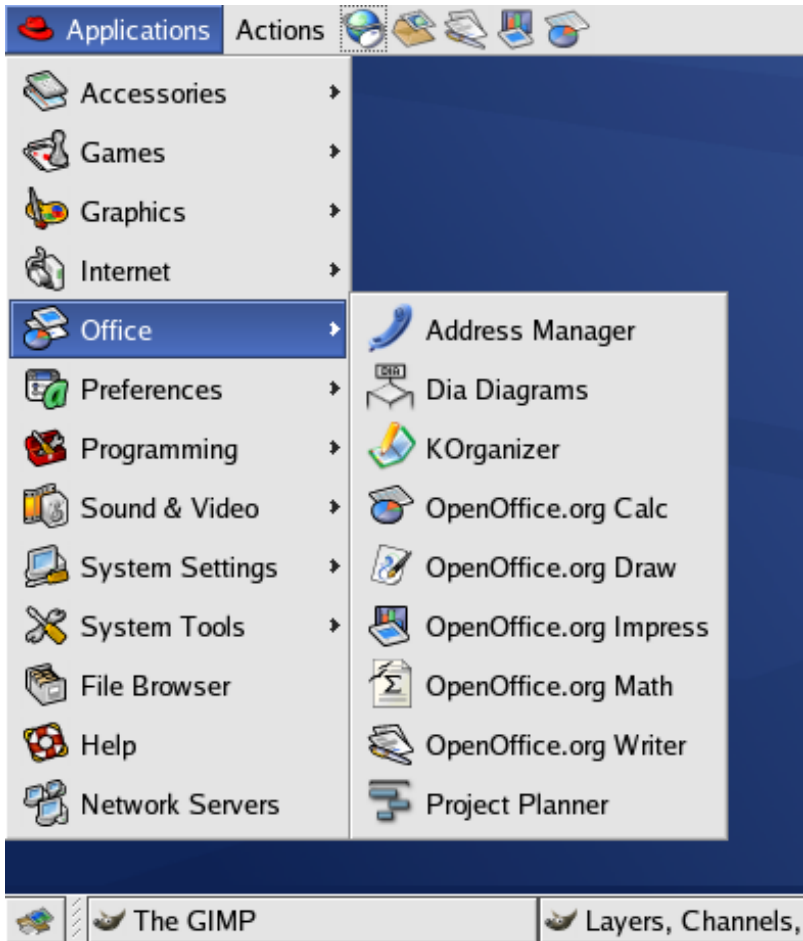 Applications Actions
Accessories
Games
Graphics
Internet
Office
Preferences
Programming
Sound & Video
System Settings
System Tools
File Browser
Help
Network Servers
Address Manager
DIA
Dia Diagrams
KOrganizer
OpenOffice.org Calc
OpenOffice.org Draw
OpenOffice.org Impress
OpenOffice.org Math
OpenOffice.org Writer
Project Planner
The GIMP
Layers, Channels,